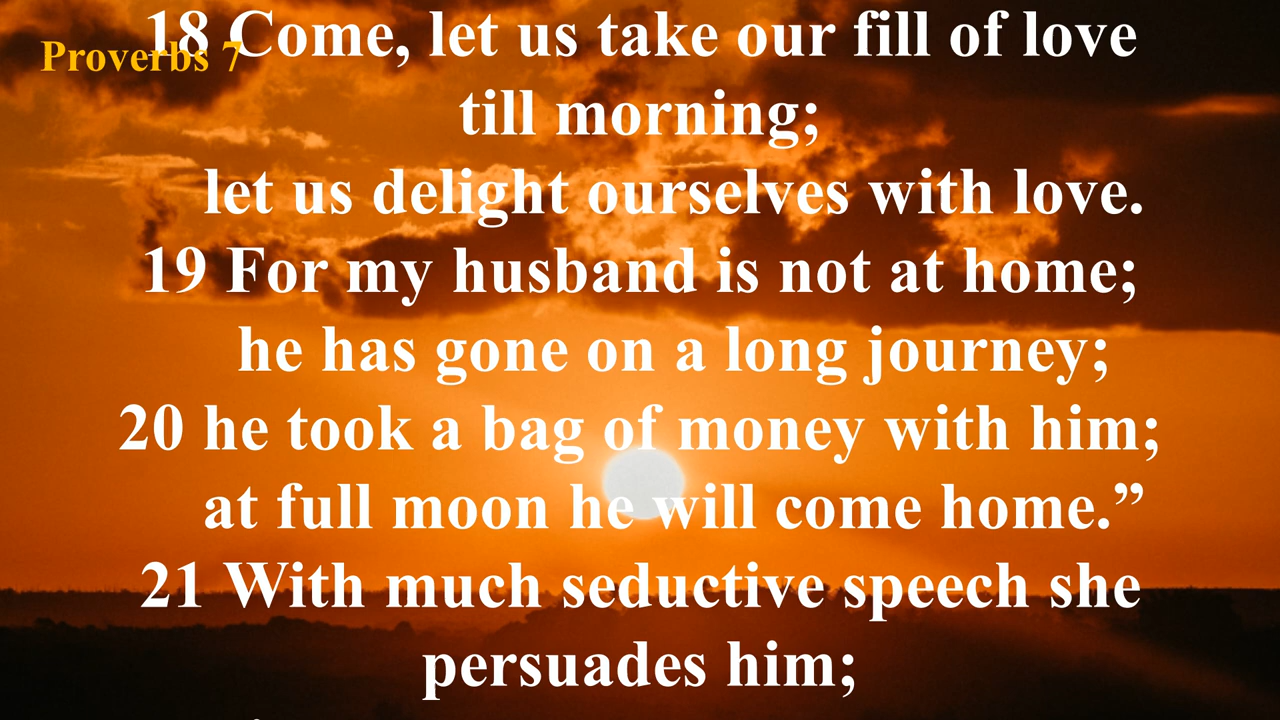 Proverbs 7
18 Come, let us take our fill of love
till morning;
let us delight ourselves with love.
19 For my husband is not at home;
he has gone on a long journey;
20 he took a bag of money with him;
at full moon he will come home.”
21 With much seductive speech she
persuades him;